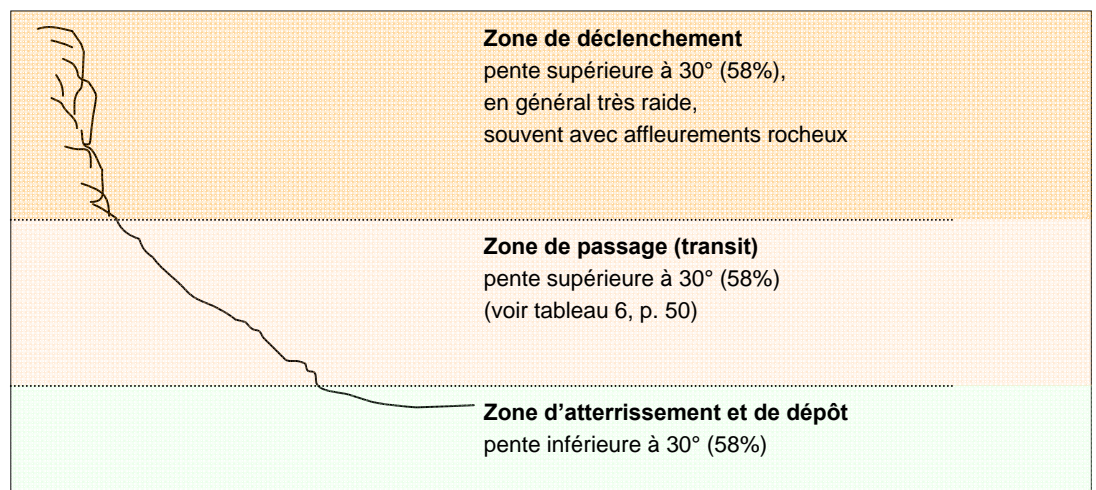 Zone de déclenchement
pente supérieure à 30° (58%),
en général très raide,
souvent avec affleurements rocheux
Zone de passage (transit)
pente supérieure à 30° (58%)
(voir tableau 6, p. 50)
Zone d’atterrissement et de dépôt
pente inférieure à 30° (58%)